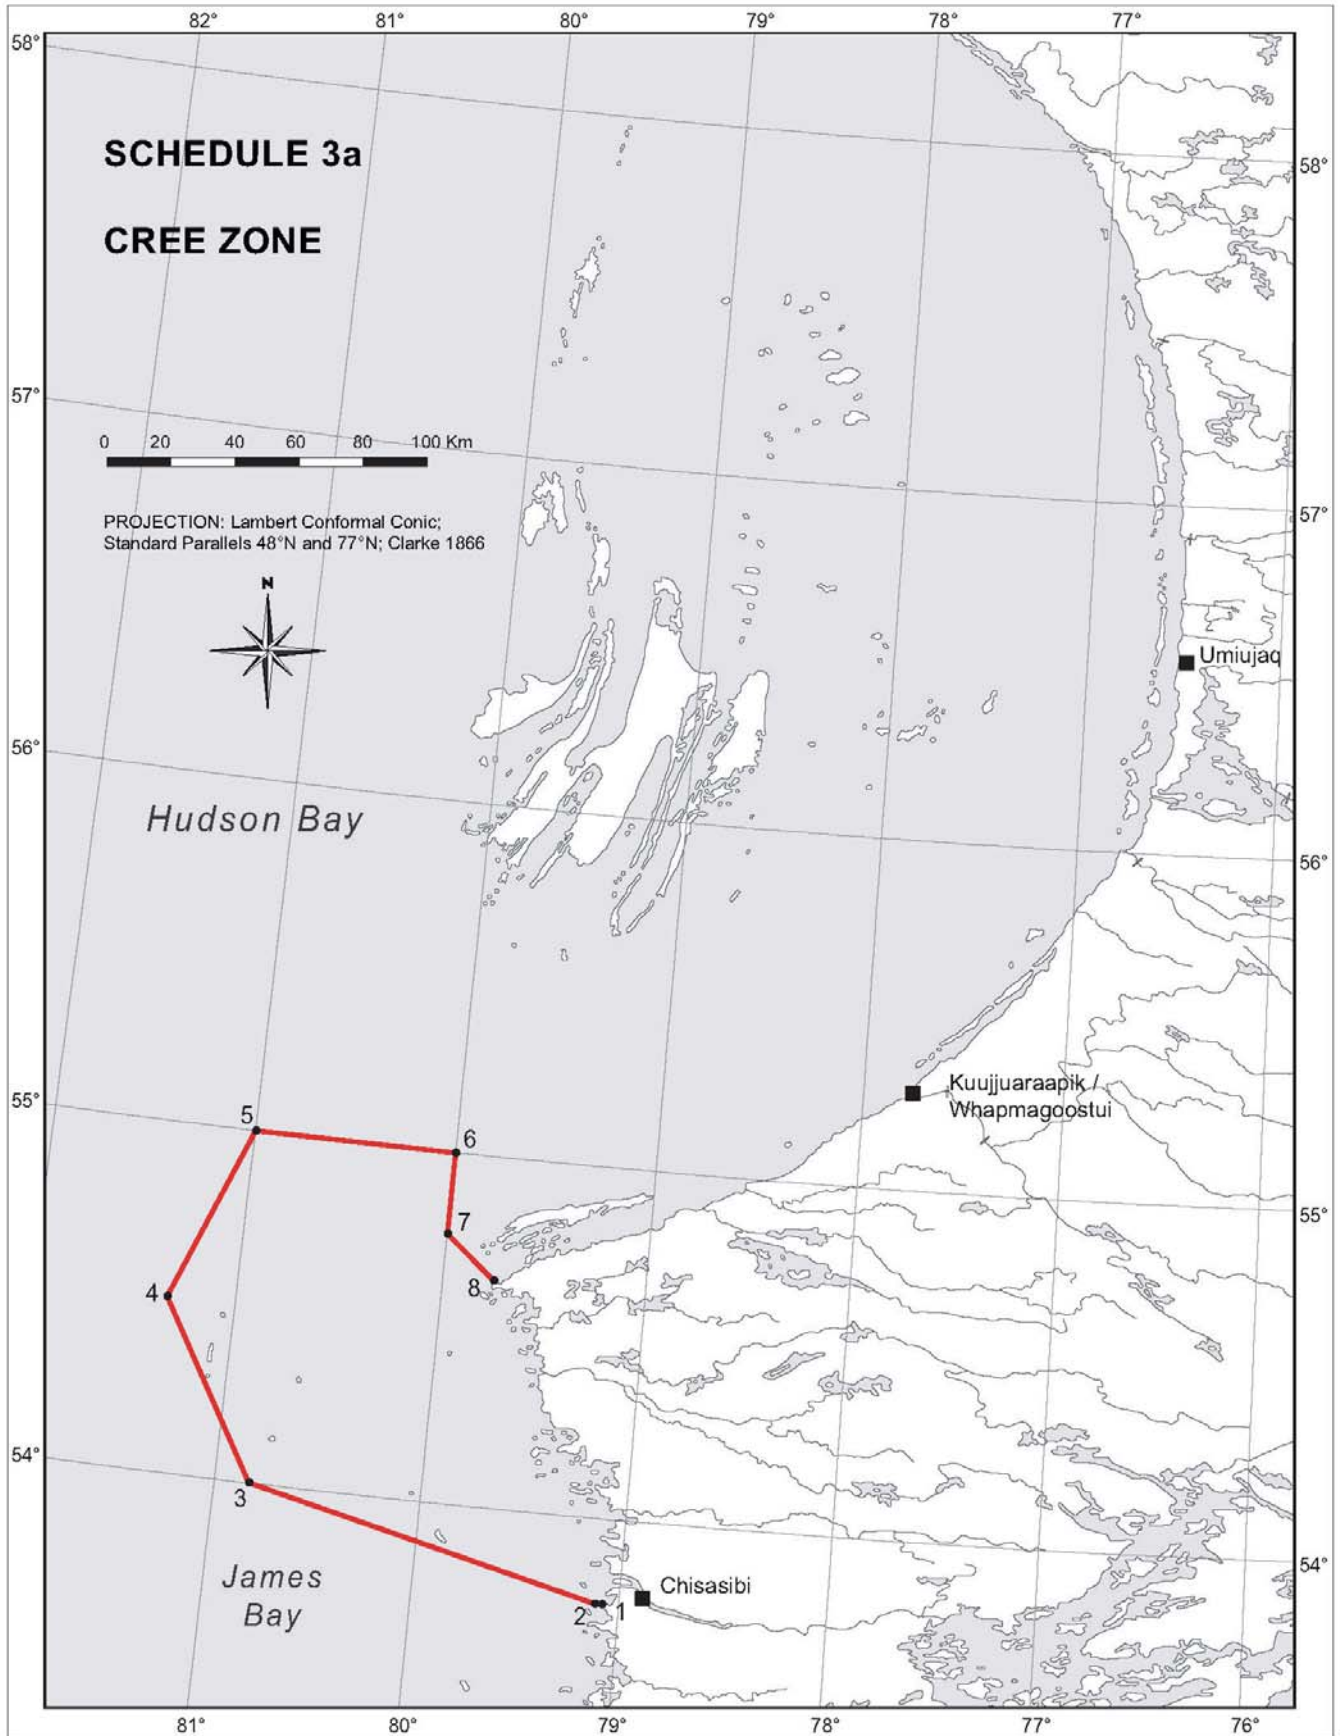 82° 81° 80° 79° 78° 77°
58°
SCHEDULE 3a
58°
CREE ZONE
57°
0 20 40 60 80 100 Km
57°
PROJECTION: Lambert Conformal Conic;
Standard Parallels 48°N and 77°N; Clarke 1866
N
Umiujaq
56°
Hudson Bay
56°
Kuujjuaraapik /
Whapmagoostui
55°
5
6
55°
7
8
4
54°
3
54°
James
Bay
Chisasibi
2 1
81° 80° 79° 78° 77° 76°